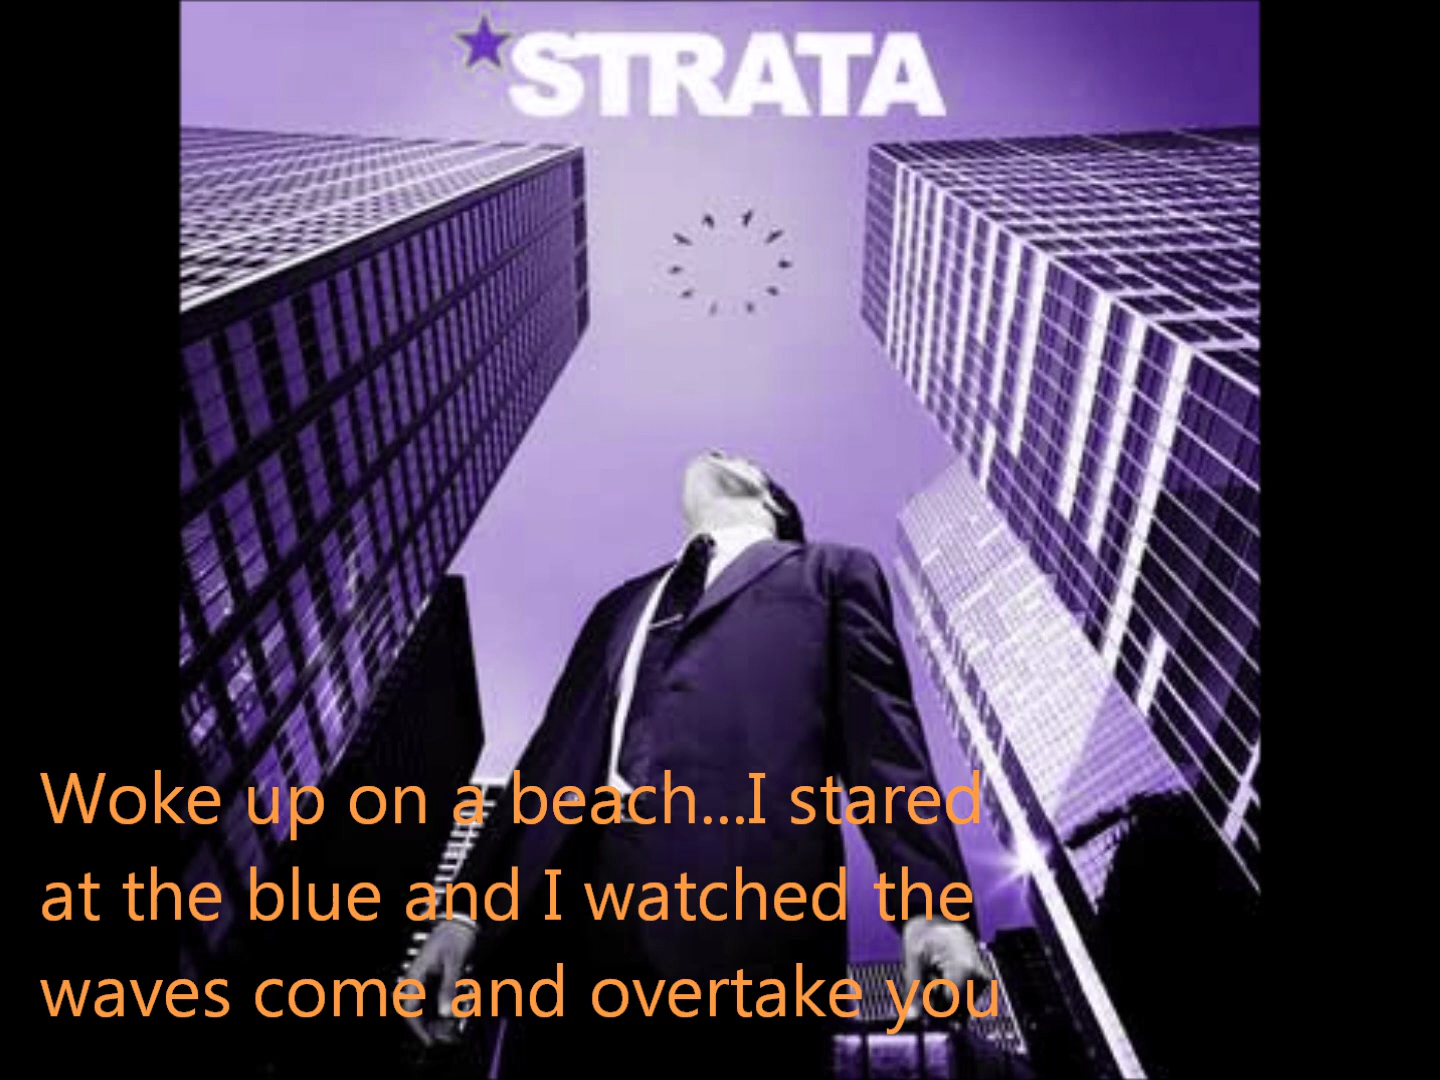 STRATA
Woke up on a beach...I stared
at the blue and I watched the
waves come and overtake you